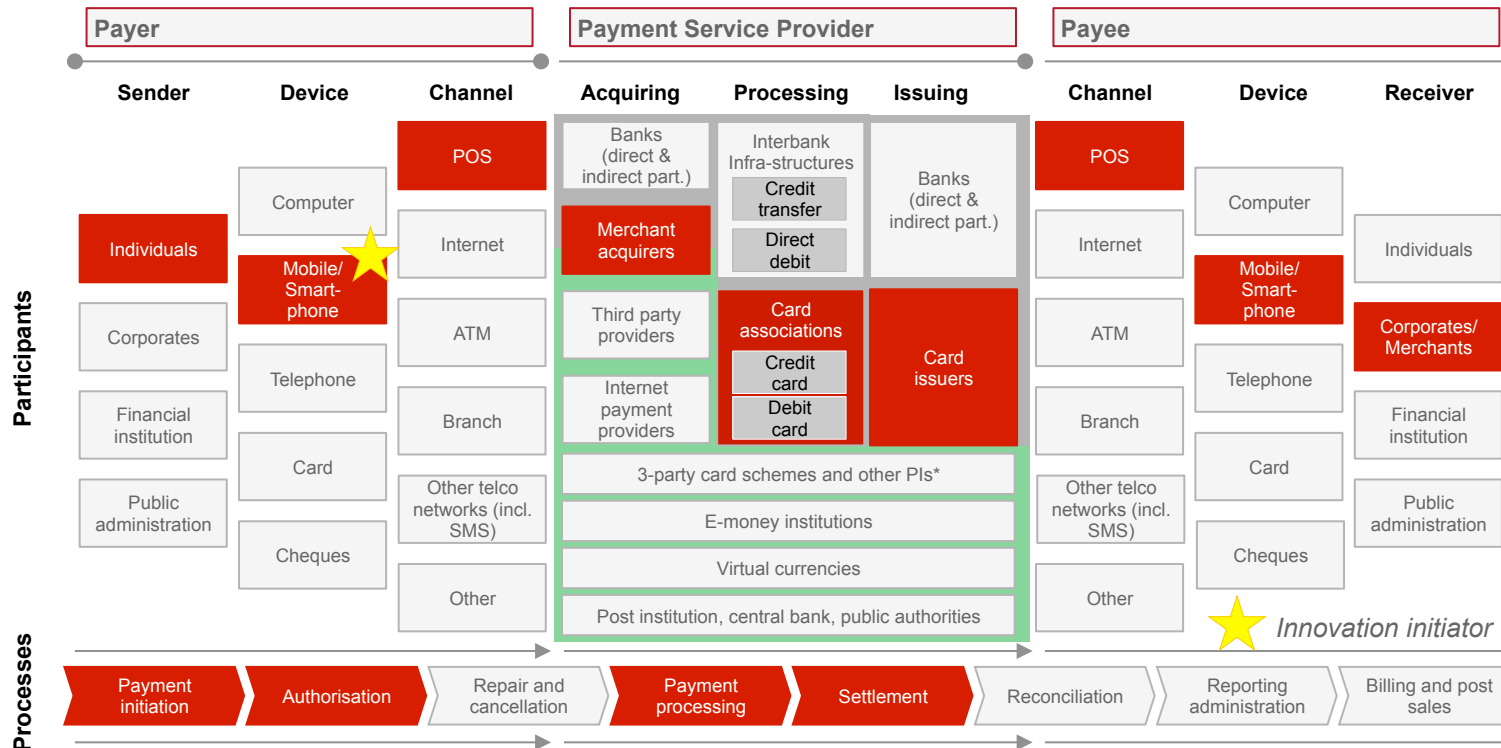 Payer
Payment Service Provider
Payee
Sender
Device
Channel
Acquiring
Processing
Issuing
Channel
Device
Receiver
Participants
Individuals
Corporates
Financial
institution
Public
administration
Computer
Mobile/
Smart-
phone
Telephone
Card
Cheques
POS
Internet
ATM
Branch
Other telco
networks (incl.
SMS)
Other
Banks
(direct &
indirect part.)
Merchant
acquirers
Third party
providers
Internet
payment
providers
Interbank
Infra-structures
Credit
transfer
Direct
debit
Card
associations
Credit
card
Debit
card
Banks
(direct &
indirect part.)
Card
issuers
3-party card schemes and other PIs*
E-money institutions
Virtual currencies
Post institution, central bank, public authorities
POS
Internet
ATM
Branch
Other telco
networks (incl.
SMS)
Other
Computer
Mobile/
Smart-
phone
Telephone
Card
Cheques
Individuals
Corporates/
Merchants
Financial
institution
Public
administration
Innovation initiator
Processes
Payment
initiation
Authorisation
Repair and
cancellation
Payment
processing
Settlement
Reconciliation
Reporting
administration
Billing and post
sales